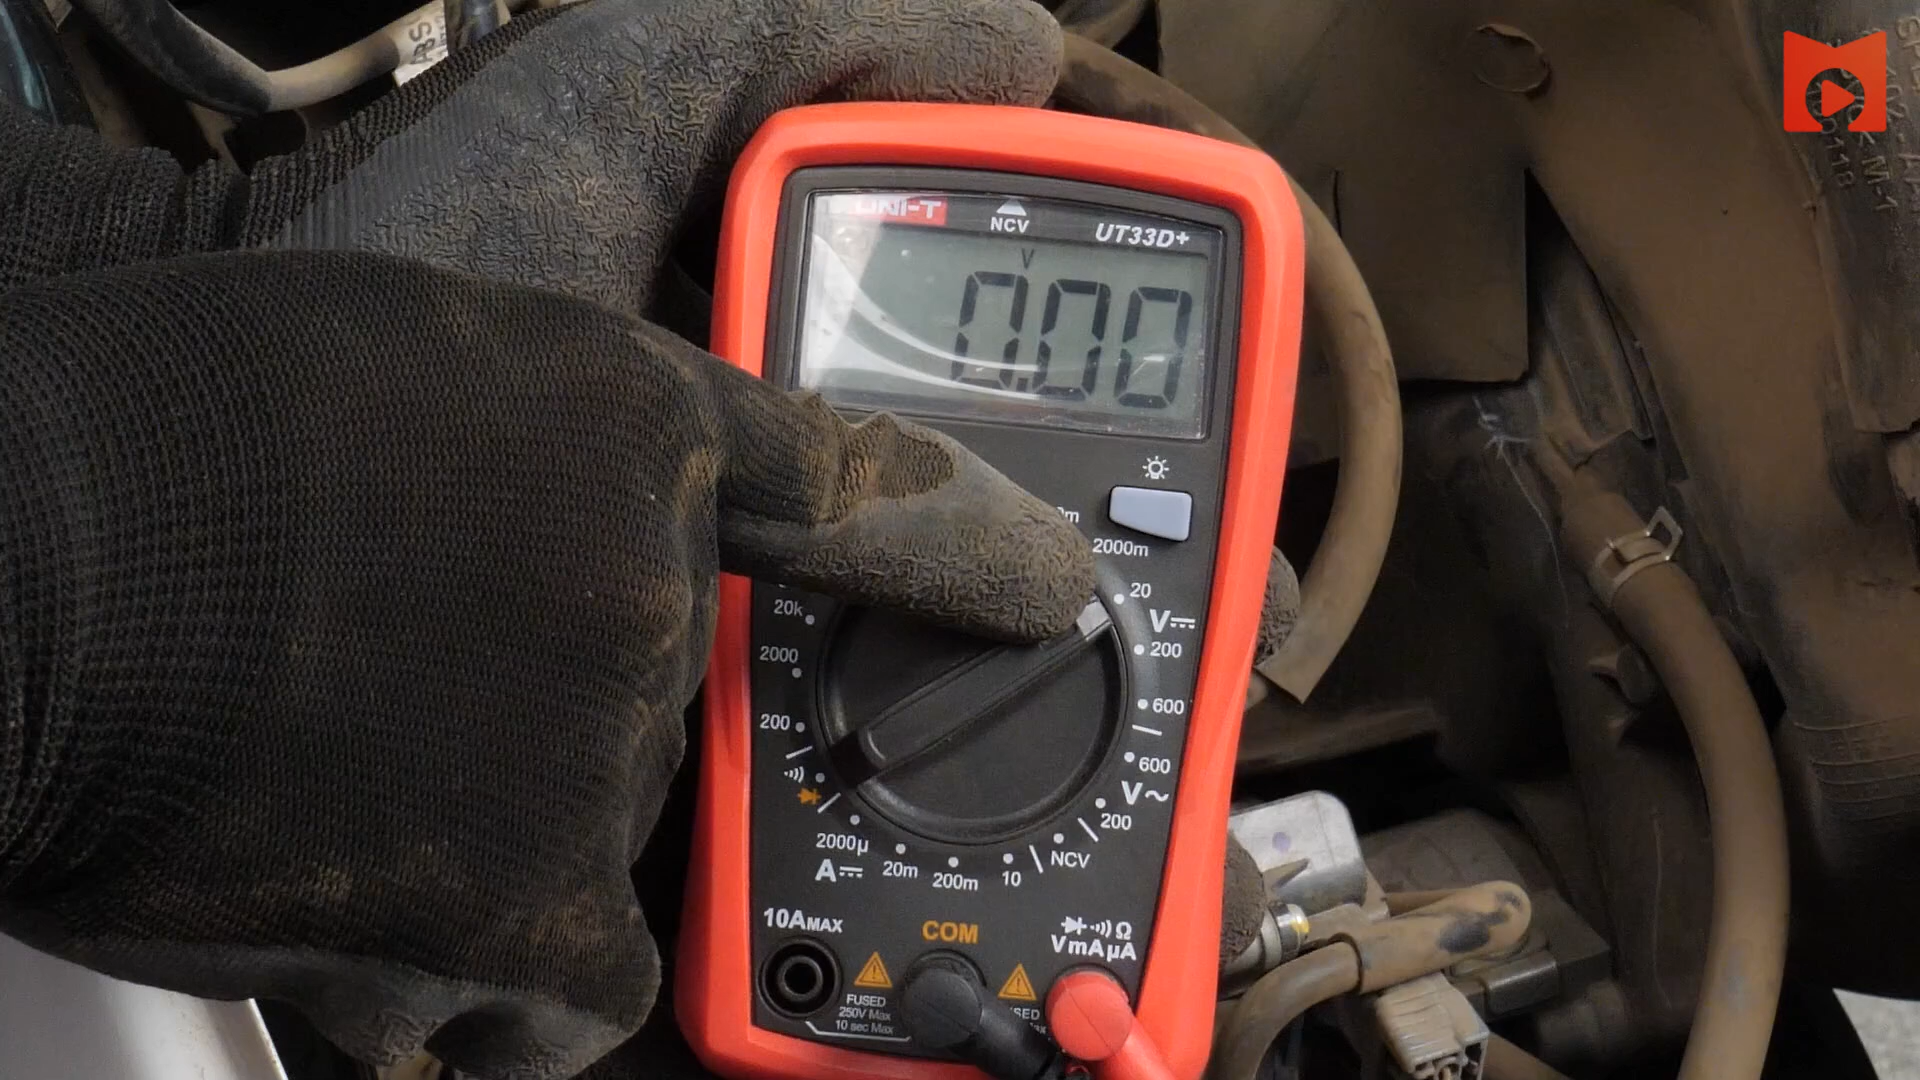 ABS
UNI-T
NCV
UT33D+
V
0.00
2000m
20
V
200
600
600
V~
200
NCV
10
200m
20m
2000µ
A
200
2000
20k
10AMAX
COM
Ω
VmAµA
FUSED
250V Max
10 sec Max